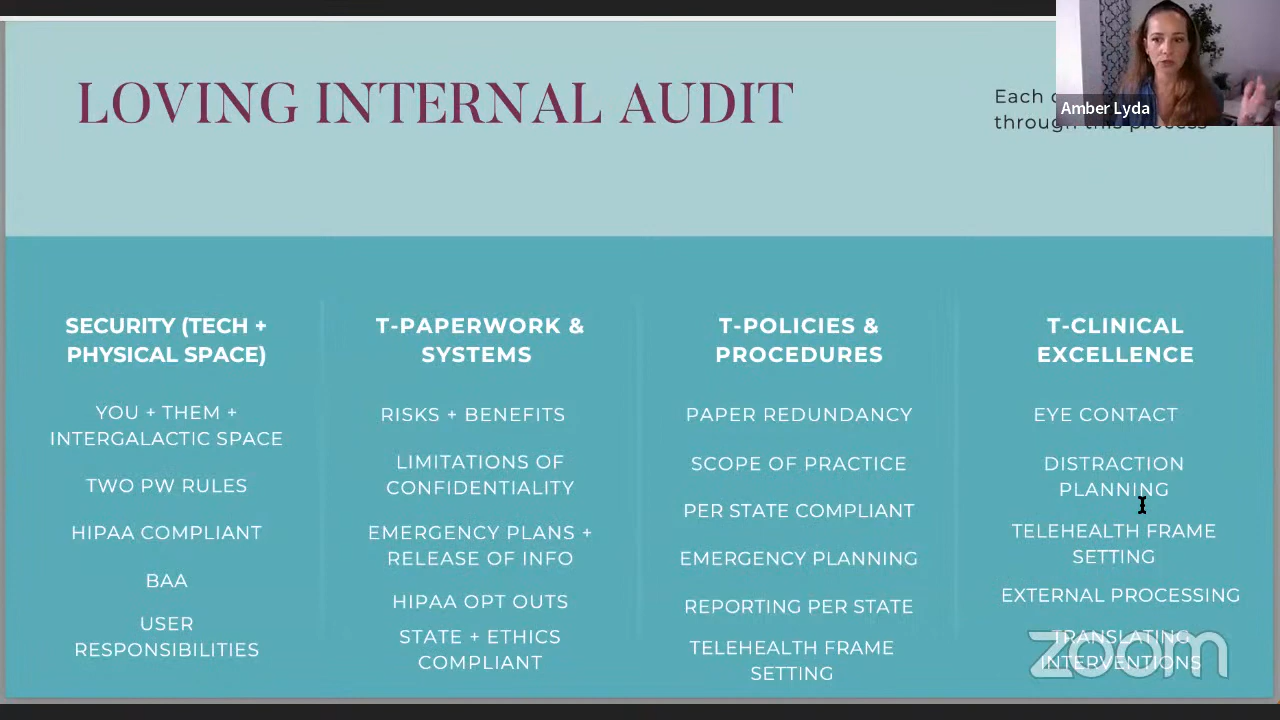 LOVING INTERNAL AUDIT
Each
through this process
Amber Lyda
SECURITY (TECH +
PHYSICAL SPACE)
YOU + THEM +
INTERGALACTIC SPACE
TWO PW RULES
HIPAA COMPLIANT
BAA
USER
RESPONSIBILITIES
T-PAPERWORK &
SYSTEMS
RISKS + BENEFITS
LIMITATIONS OF
CONFIDENTIALITY
EMERGENCY PLANS +
RELEASE OF INFO
HIPAA OPT OUTS
STATE + ETHICS
COMPLIANT
T-POLICIES &
PROCEDURES
PAPER REDUNDANCY
SCOPE OF PRACTICE
PER STATE COMPLIANT
EMERGENCY PLANNING
REPORTING PER STATE
TELEHEALTH FRAME
SETTING
T-CLINICAL
EXCELLENCE
EYE CONTACT
DISTRACTION
PLANNING
TELEHEALTH FRAME
SETTING
EXTERNAL PROCESSING
TRANSLATING
INTERVENTIONS
zoom